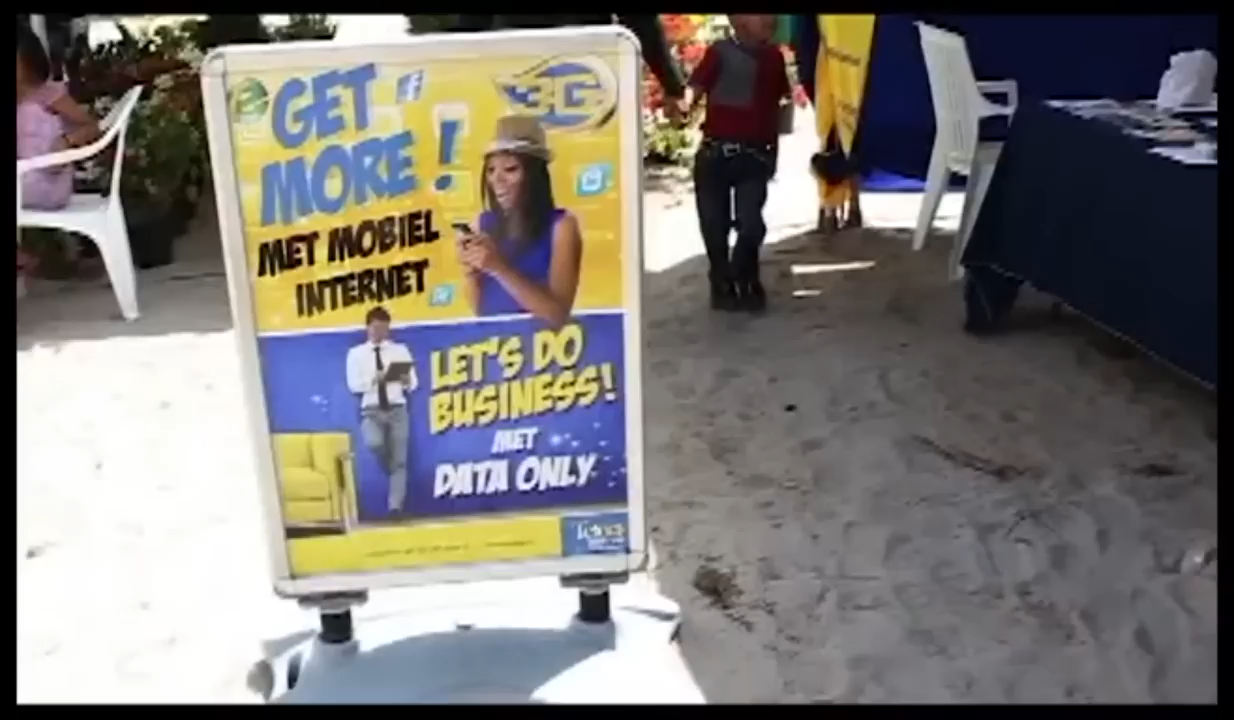 GET
MORE!
3G
MET MOBIEL
INTERNET
LET'S DO
BUSINESS!
MET
DATA ONLY